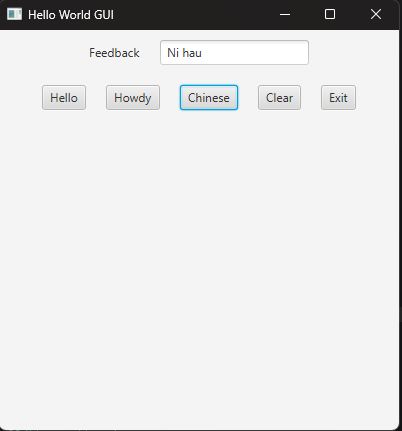 Hello World GUI
Feedback Ni hau
Hello Howdy Chinese Clear Exit